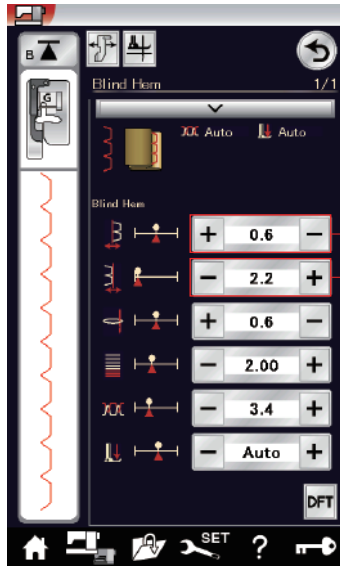 B
G
Blind Hem 1/1
Auto Auto
Blind Hem
+ 0.6 −
− 2.2 +
+ 0.6 −
− 2.00 +
− 3.4 +
− Auto +
DFT
SET ?